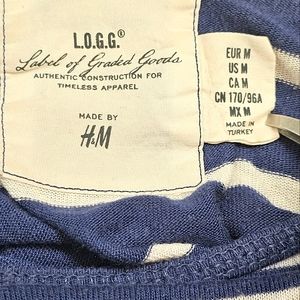 L.O.G.G.®
Label of Graded Goods
AUTHENTIC CONSTRUCTION FOR
TIMELESS APPAREL
MADE BY
H&M
EUR M
US M
CA M
CN 170/96A
MX M
MADE IN
TURKEY